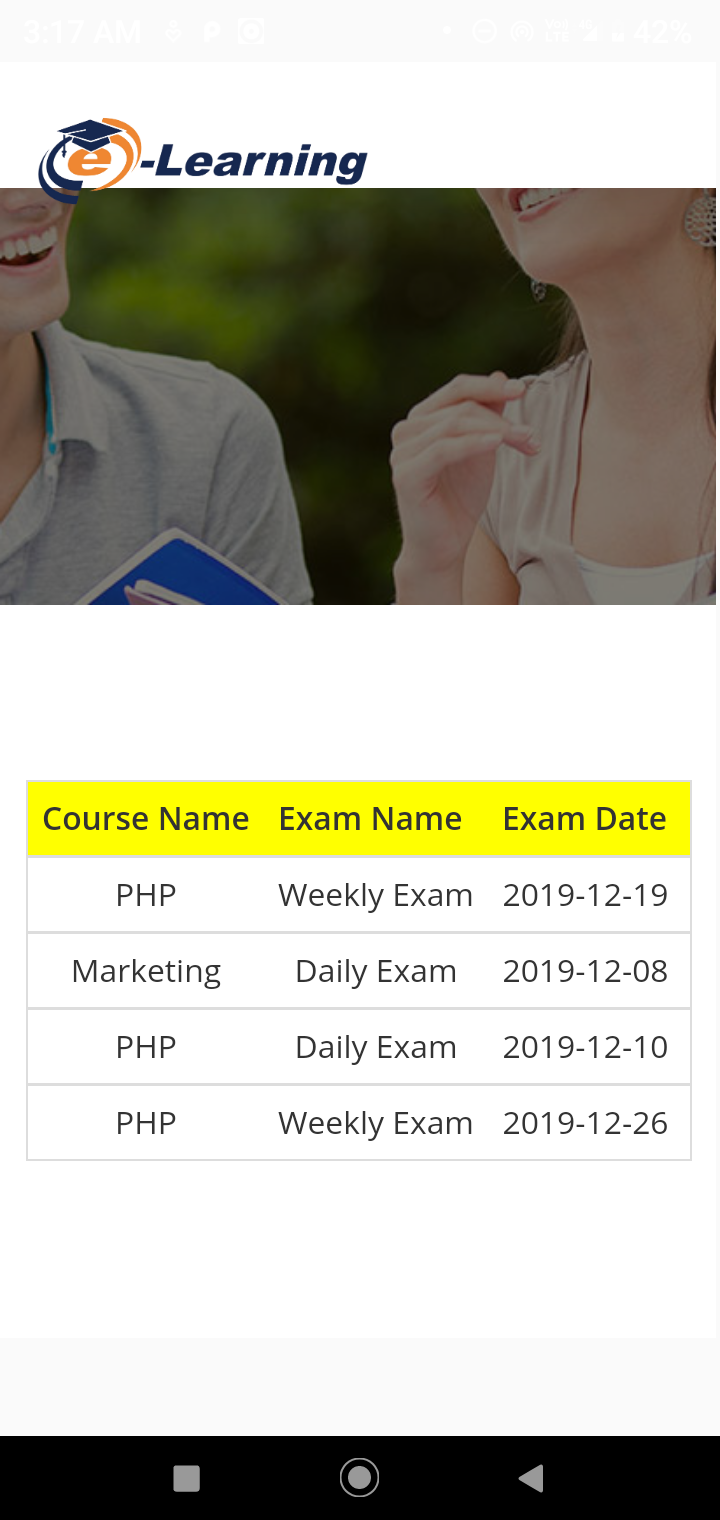 3:17 AM 42%
e-Learning
Course Name Exam Name Exam Date
PHP Weekly Exam 2019-12-19
Marketing Daily Exam 2019-12-08
PHP Daily Exam 2019-12-10
PHP Weekly Exam 2019-12-26